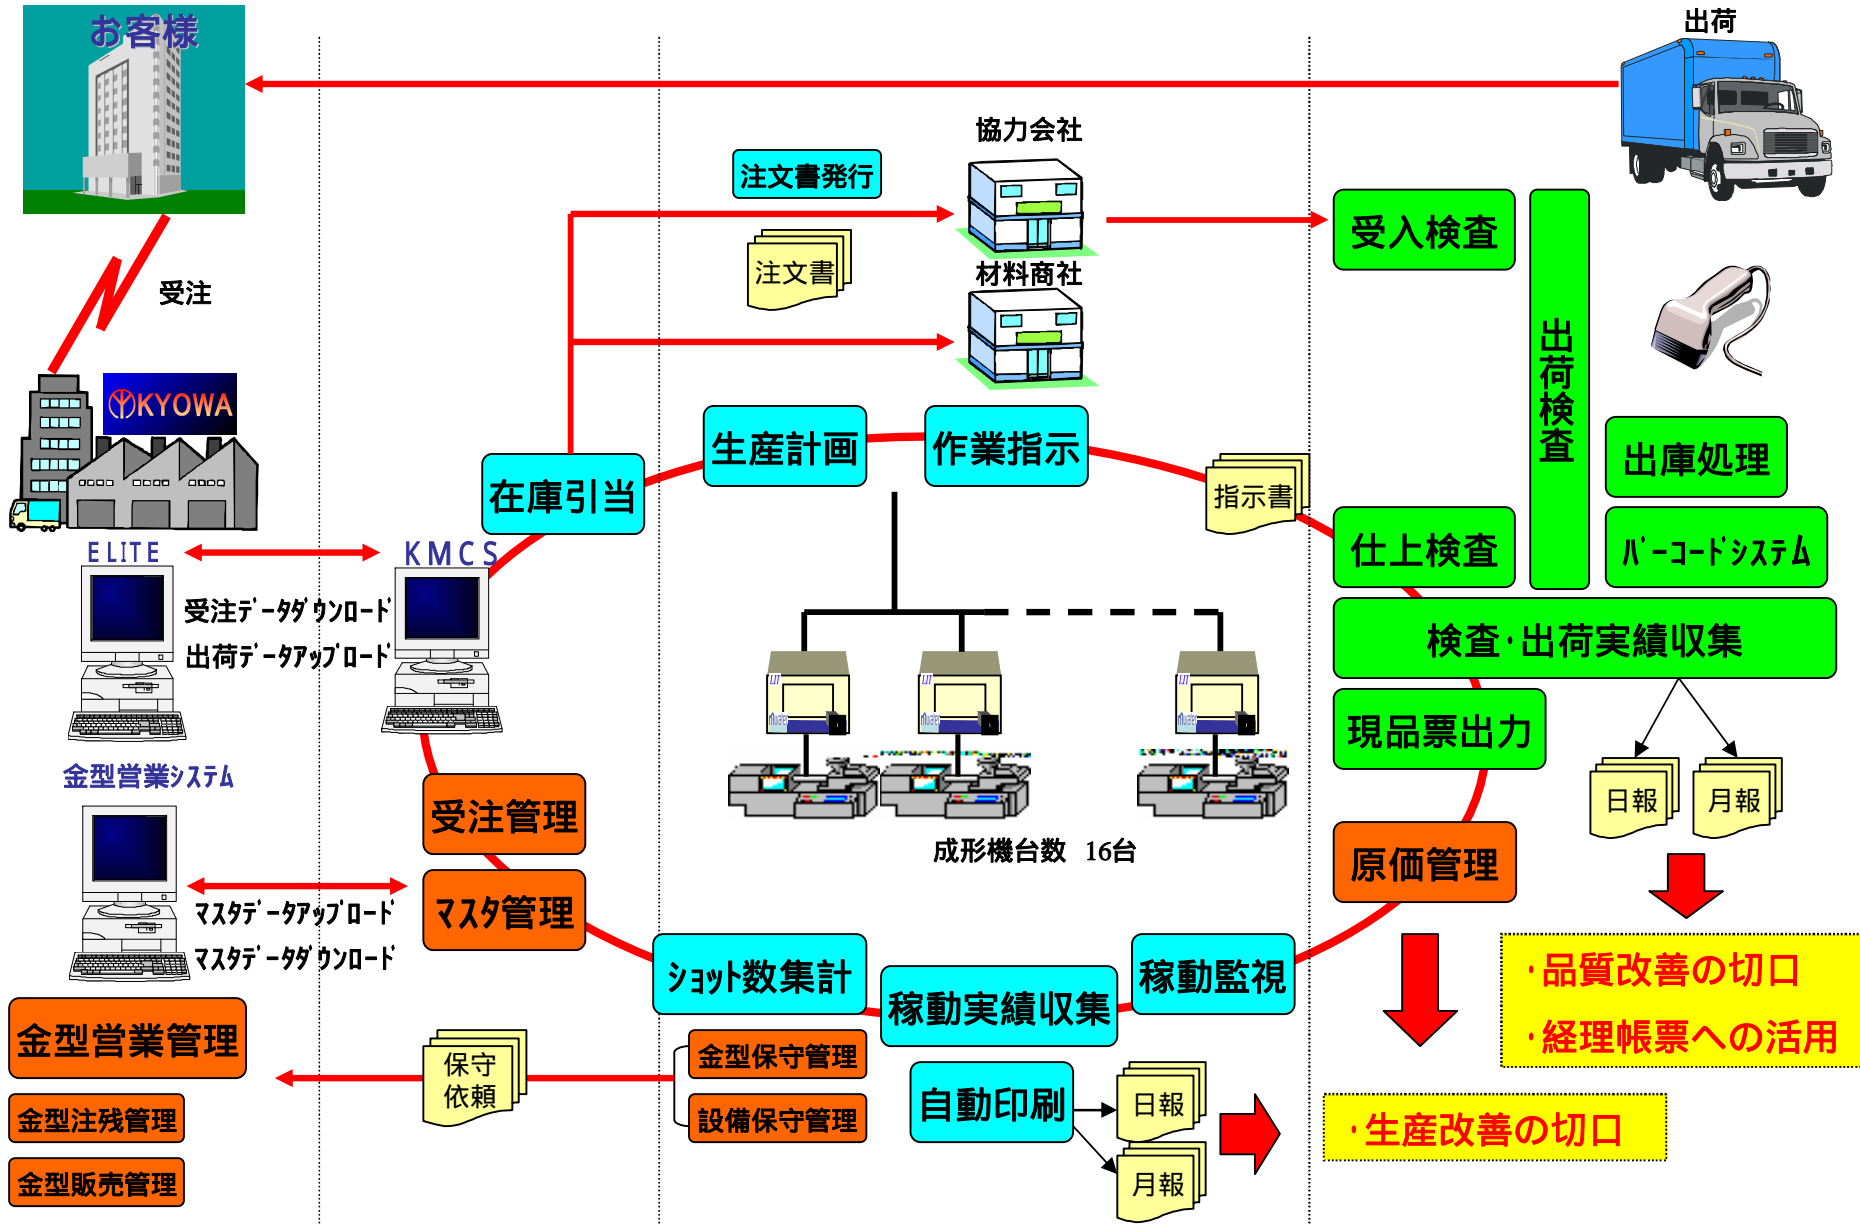 お客様
出荷
協力会社
注文書発行
受入検査
注文書
材料商社
受注
出荷検査
KYOWA
生産計画
作業指示
出庫処理
在庫引当
指示書
仕上検査
ﾊﾞｰｺｰﾄﾞｼｽﾃﾑ
ELITE
KMCS
受注ﾃﾞｰﾀﾀﾞｳﾝﾛｰﾄﾞ
出荷ﾃﾞｰﾀｱｯﾌﾟﾛｰﾄﾞ
検査・出荷実績収集
現品票出力
金型営業ｼｽﾃﾑ
日報
月報
受注管理
成形機台数 16台
原価管理
ﾏｽﾀ管理
ﾏｽﾀﾃﾞｰﾀｱｯﾌﾟﾛｰﾄﾞ
ﾏｽﾀﾃﾞｰﾀﾀﾞｳﾝﾛｰﾄﾞ
ｼｮｯﾄ数集計
稼動実績収集
稼動監視
・品質改善の切口
・経理帳票への活用
金型営業管理
保守
依頼
金型保守管理
設備保守管理
自動印刷
日報
月報
・生産改善の切口
金型注残管理
金型販売管理